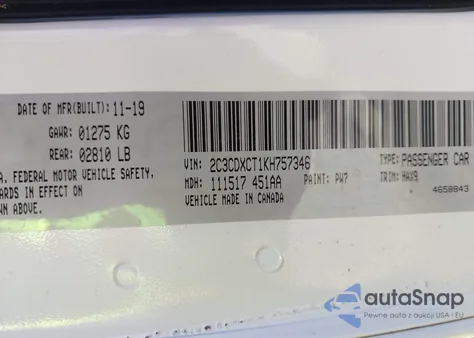 DATE OF MFR(BUILT): 11-19
GAWR: 01275 KG
REAR: 02810 LB
A. FEDERAL MOTOR VEHICLE SAFETY,
ARDS IN EFFECT ON
WN ABOVE.
VIN: 2C3CDXCT1KH757346
TYPE: PASSENGER CAR
MDH: 111517 451AA
PAINT: PW7
TRIM: HAX9
VEHICLE MADE IN CANADA
4658843
autoSnap
Pewne auta z aukcji USA i EU